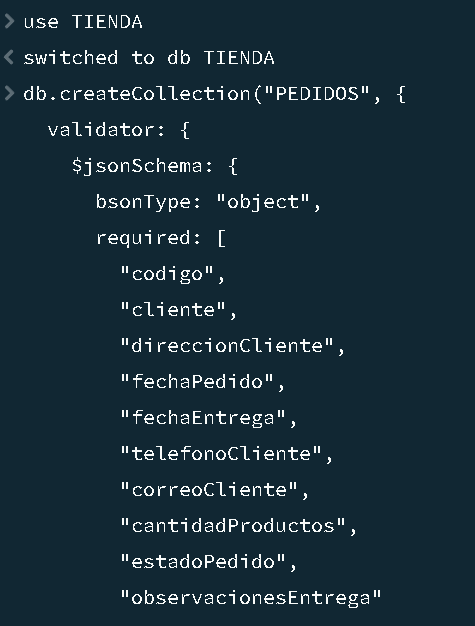 > use TIENDA
< switched to db TIENDA
> db.createCollection("PEDIDOS", {
validator: {
$jsonSchema: {
bsonType: "object",
required: [
"codigo",
"cliente",
"direccionCliente",
"fechaPedido",
"fechaEntrega",
"telefonoCliente",
"correoCliente",
"cantidadProductos",
"estadoPedido",
"observacionesEntrega"